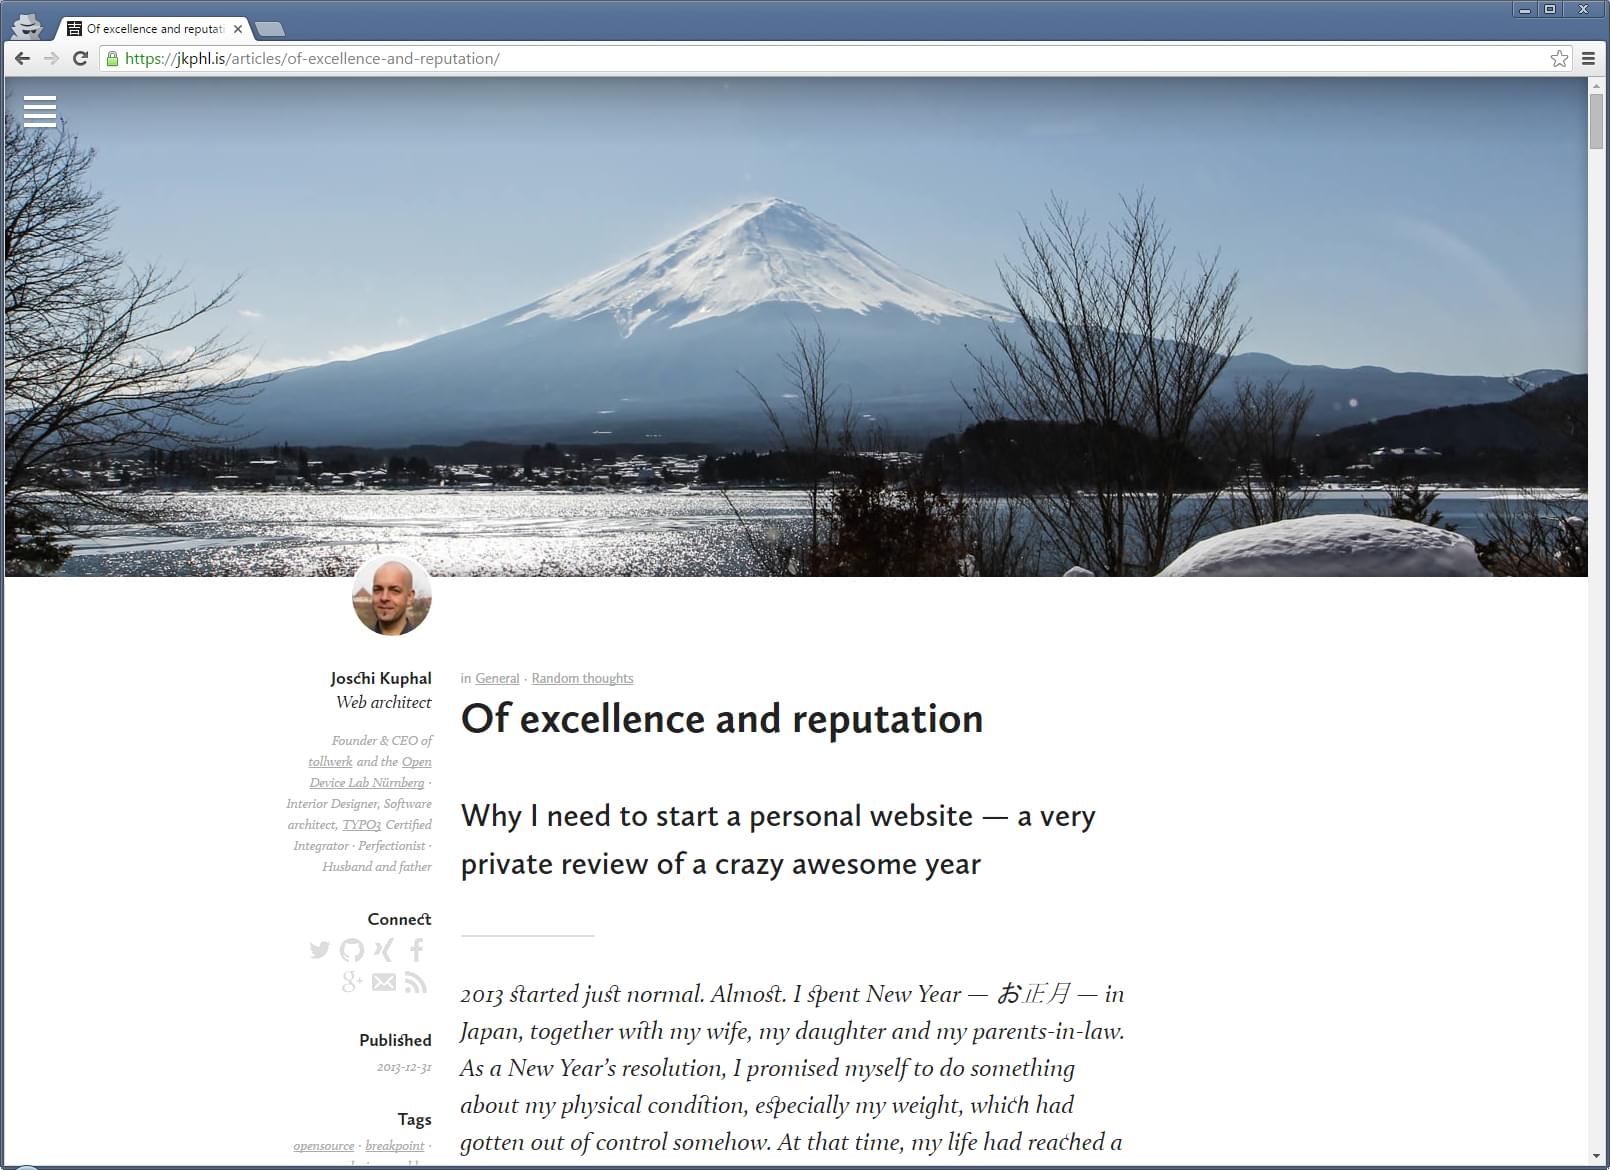 Of excellence and reputati
https://jkphl.is/articles/of-excellence-and-reputation/
Joschi Kuphal
Web architect
Founder & CEO of
tollwerk and the Open
Device Lab Nürnberg ·
Interior Designer, Software
architect, TYPO3 Certified
Integrator · Perfectionist ·
Husband and father
Connect
Published
2013-12-31
Tags
opensource · breakpoint ·
in General · Random thoughts
Of excellence and reputation
Why I need to start a personal website — a very
private review of a crazy awesome year
2013 started just normal. Almost. I spent New Year — お正月 — in
Japan, together with my wife, my daughter and my parents-in-law.
As a New Year’s resolution, I promised myself to do something
about my physical condition, especially my weight, which had
gotten out of control somehow. At that time, my life had reached a